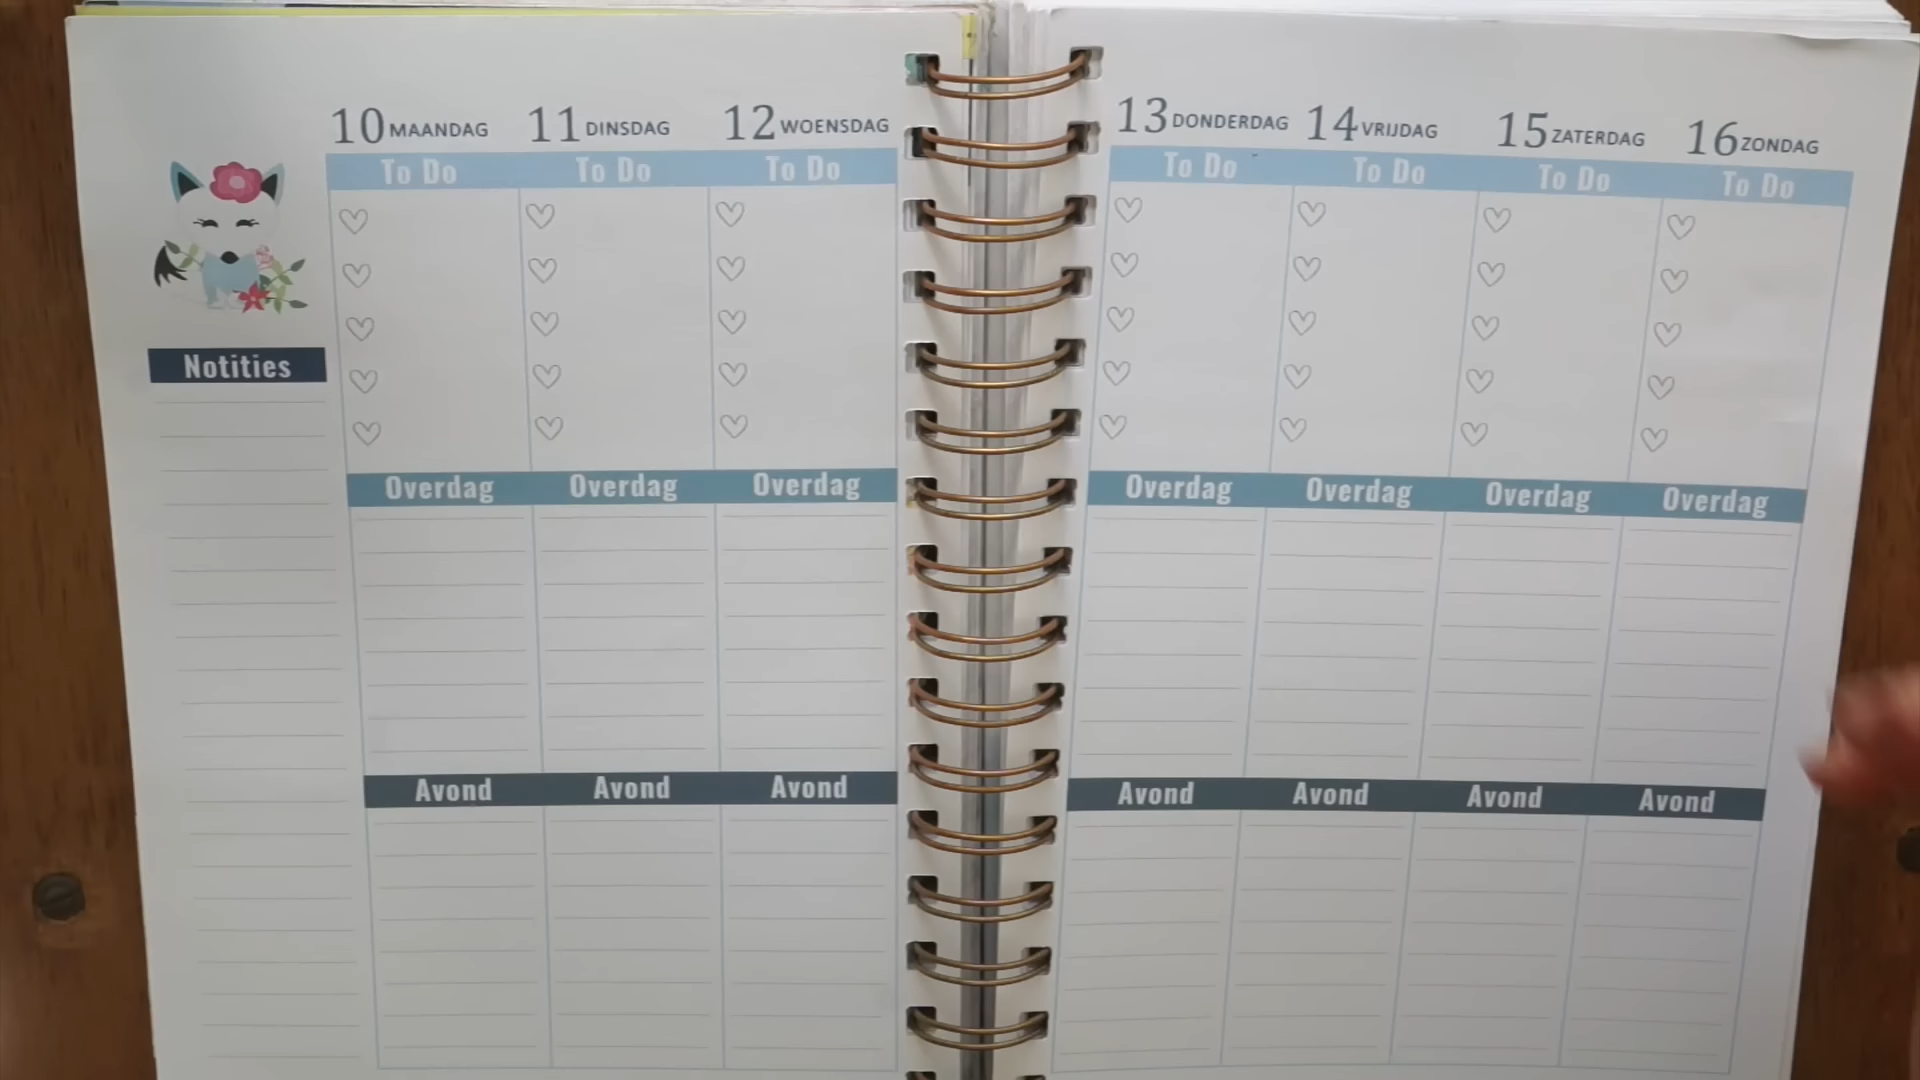 10 MAANDAG 11 DINSDAG 12 WOENSDAG
To Do To Do To Do
Notities
Overdag Overdag Overdag
Avond Avond Avond
13 DONDERDAG 14 VRIJDAG 15 ZATERDAG 16 ZONDAG
To Do To Do To Do To Do
Overdag Overdag Overdag Overdag
Avond Avond Avond Avond